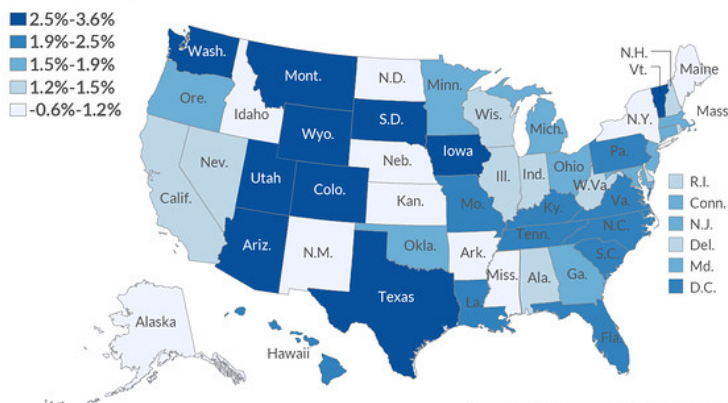 2.5%-3.6%
1.9%-2.5%
1.5%-1.9%
1.2%-1.5%
-0.6%-1.2%
Wash.
Mont.
N.D.
Minn.
N.H.
Vt.
Maine
Ore.
Idaho
Wyo.
S.D.
Wis.
Mich.
N.Y.
Mass
Nev.
Utah
Colo.
Neb.
Iowa
Ill.
Ind.
Ohio
Pa.
W.Va.
Va.
Calif.
Kan.
Mo.
Ky.
N.C.
Tenn.
S.C.
Ariz.
N.M.
Okla.
Ark.
Miss.
Ala.
Ga.
Texas
La.
Fla.
Alaska
Hawaii
R.I.
Conn.
N.J.
Del.
Md.
D.C.